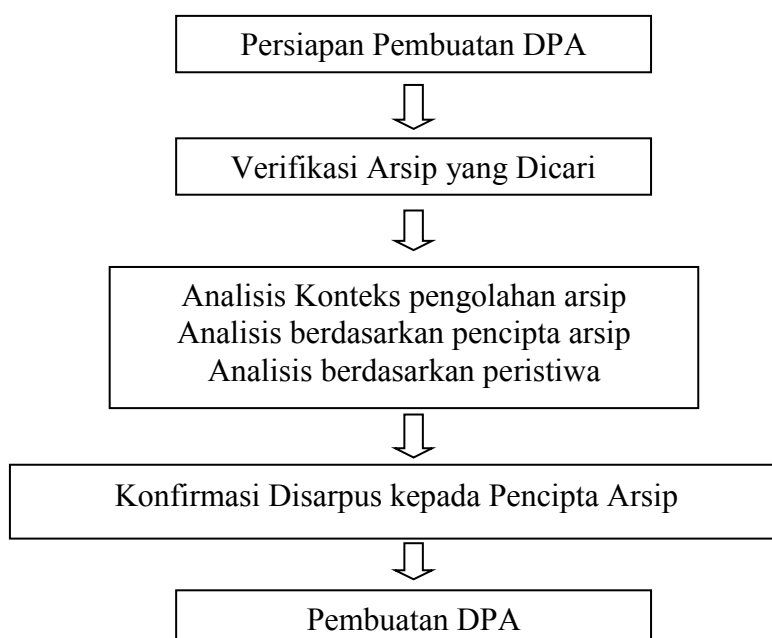 Persiapan Pembuatan DPA
Verifikasi Arsip yang Dicari
Analisis Konteks pengolahan arsip
Analisis berdasarkan pencipta arsip
Analisis berdasarkan peristiwa
Konfirmasi Disarpus kepada Pencipta Arsip
Pembuatan DPA